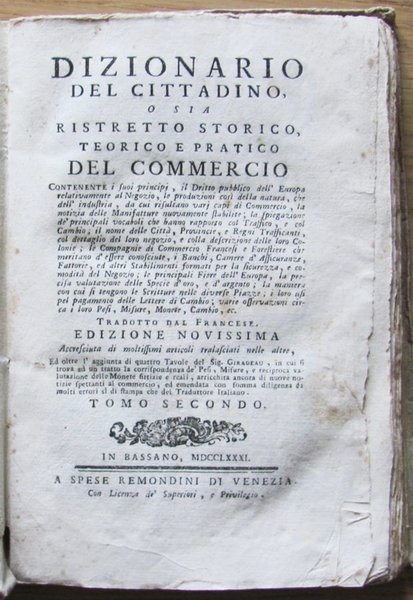 DIZIONARIO
DEL CITTADINO,
O SIA
RISTRETTO STORICO,
TEORICO E PRATICO
DEL COMMERCIO
CONTENENTE i suoi principj, il Dritto pubblico dell' Europa
relativamente al Negozio, le produzioni così della natura, che
dell' industria, da cui risultano varj capi di Commercio, la
notizia delle Manifatture nuovamente stabilite; la spiegazione
de' principali vocaboli che hanno rapporto col Traffico, e col
Cambio; il nome delle Città, Provincie, e Regni Trafficanti,
col dettaglio del loro negozio, e colla descrizione delle loro Co-
lonie; le Compagnie di Commercio Francesi e Forestiere che
meritano d' essere conosciute, i Banchi, Camere d' Assicuranza,
Fattorie, ed altri Stabilimenti formati per la sicurezza, e co-
modità del Negozio; le principali Fiere dell' Europa, la pre-
cisa valutazione delle Specie d' oro, e d' argento; la maniera
con cui si tengono le Scritture nelle diverse Piazze; i loro usi
pel pagamento delle Lettere di Cambio; varie osservazioni cir-
ca i loro Pesi, Misure, Monete, Cambio, ec.
TRADOTTO DAL FRANCESE.
EDIZIONE NOVISSIMA
Accresciuta di moltissimi articoli tralasciati nelle altre,
Ed oltre l' aggiunta di quattro Tavole del Sig. GIRAUDEAU, in cui si
trova ad un tratto la corrispondenza de' Pesi, Misure, e reciproca va-
lutazione delle Monete fittizie e reali, arricchita ancora di nuove no-
tizie spettanti al commercio, ed emendata con somma diligenza da
molti errori sì di stampa che del Traduttore Italiano.
TOMO SECONDO.
IN BASSANO, MDCCLXXXI.
A SPESE REMONDINI DI VENEZIA.
Con Licenza de' Superiori, e Privilegio.